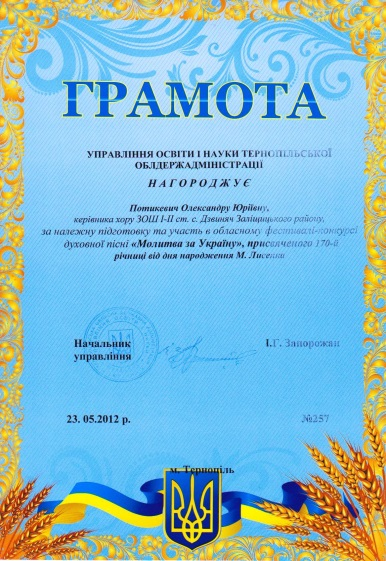 ГРАМОТА
УПРАВЛІННЯ ОСВІТИ І НАУКИ ТЕРНОПІЛЬСЬКОЇ
ОБЛДЕРЖАДМІНІСТРАЦІЇ
НАГОРОДЖУЄ
Потикевич Олександру Юріївну,
керівника хору ЗОШ І-ІІ ст. с. Дзвиняч Заліщицького району,
за належну підготовку та участь в обласному фестивалі-конкурсі
духовної пісні «Молитва за Україну», присвяченого 170-й
річниці від дня народження М. Лисенка
Начальник
управління
І.Г. Запорожан
23. 05.2012 р.
№257
м. Тернопіль